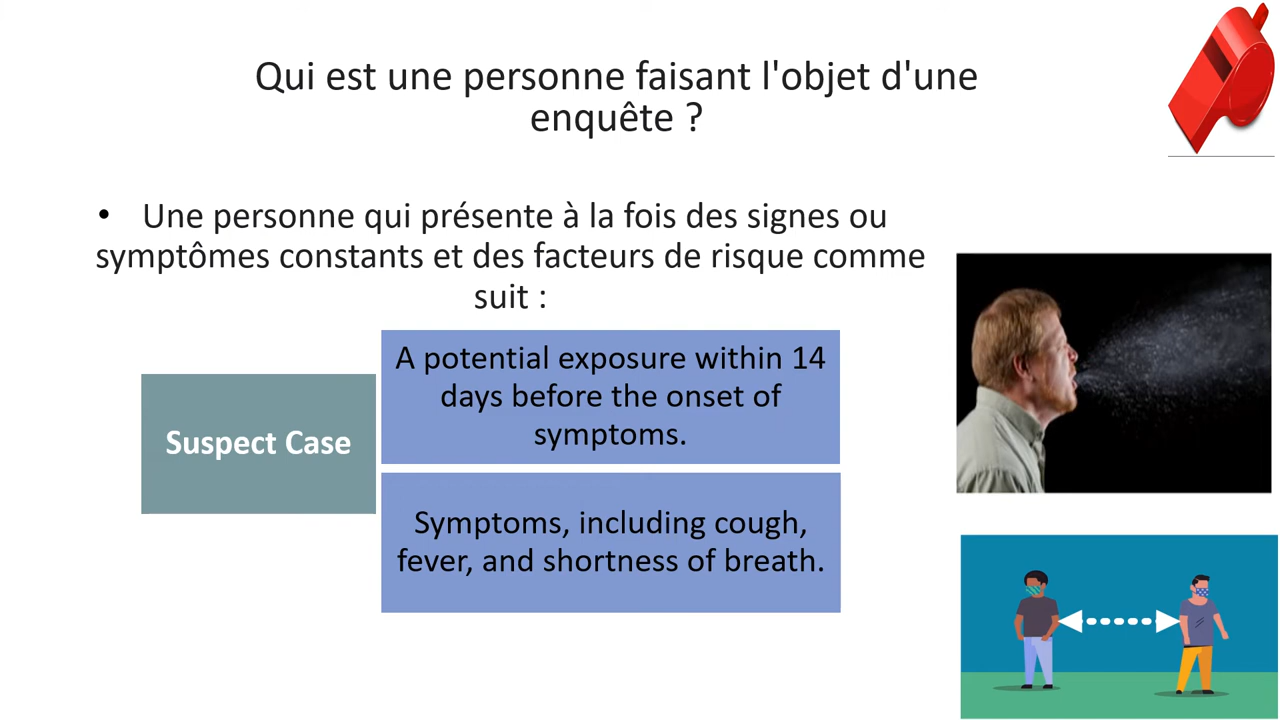 Qui est une personne faisant l'objet d'une
enquête ?
• Une personne qui présente à la fois des signes ou
symptômes constants et des facteurs de risque comme
suit :
Suspect Case
A potential exposure within 14
days before the onset of
symptoms.
Symptoms, including cough,
fever, and shortness of breath.